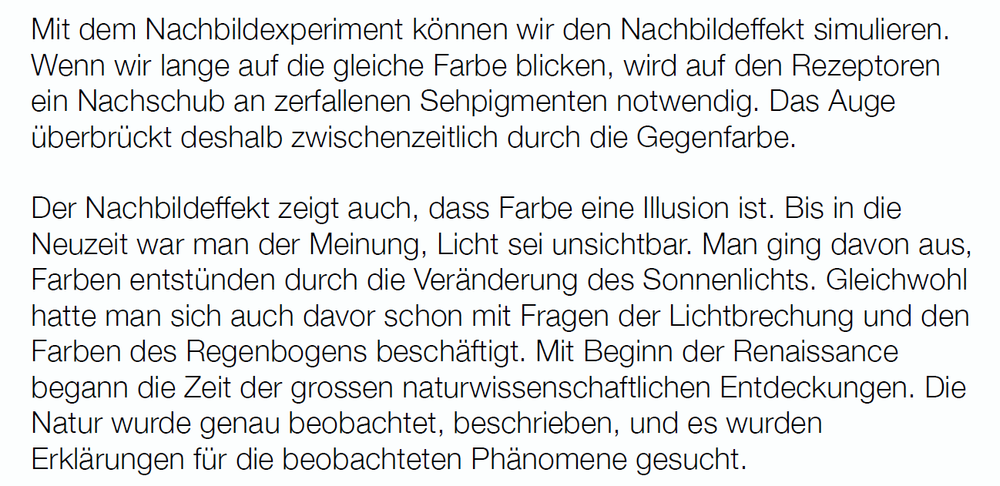 Mit dem Nachbildexperiment können wir den Nachbildeffekt simulieren.
Wenn wir lange auf die gleiche Farbe blicken, wird auf den Rezeptoren
ein Nachschub an zerfallenen Sehpigmenten notwendig. Das Auge
überbrückt deshalb zwischenzeitlich durch die Gegenfarbe.
Der Nachbildeffekt zeigt auch, dass Farbe eine Illusion ist. Bis in die
Neuzeit war man der Meinung, Licht sei unsichtbar. Man ging davon aus,
Farben entstünden durch die Veränderung des Sonnenlichts. Gleichwohl
hatte man sich auch davor schon mit Fragen der Lichtbrechung und den
Farben des Regenbogens beschäftigt. Mit Beginn der Renaissance
begann die Zeit der grossen naturwissenschaftlichen Entdeckungen. Die
Natur wurde genau beobachtet, beschrieben, und es wurden
Erklärungen für die beobachteten Phänomene gesucht.